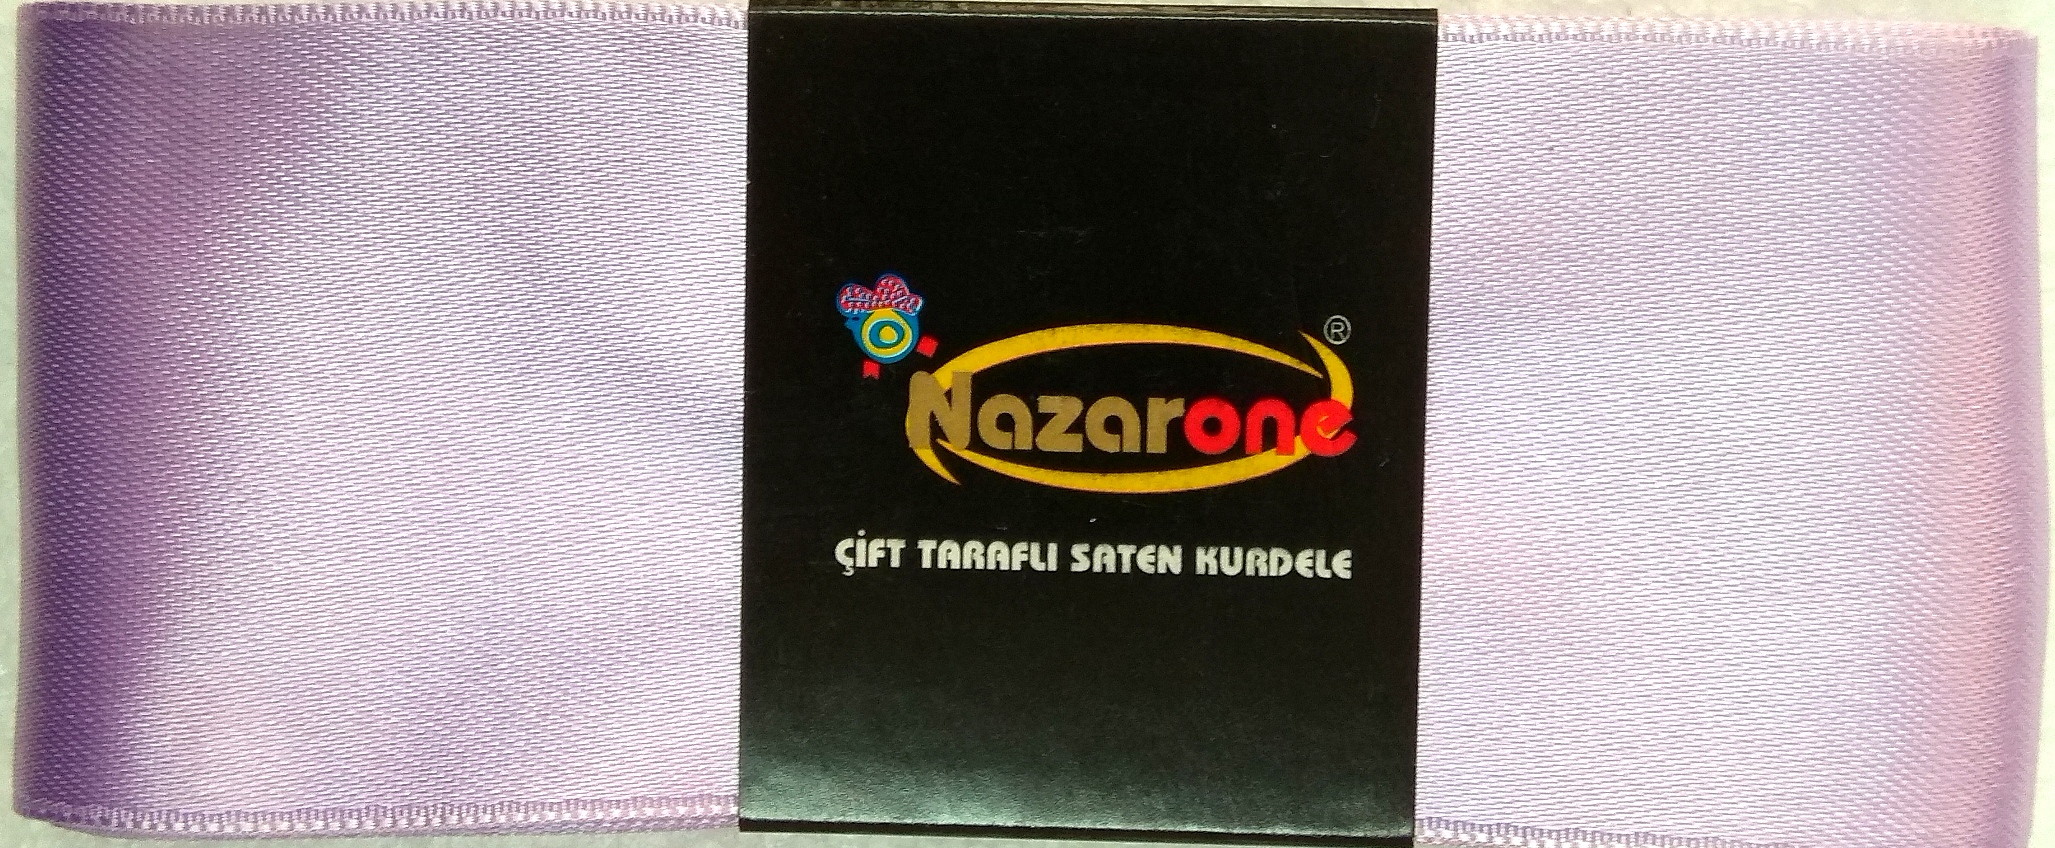 Nazarone ®
ÇİFT TARAFLI SATEN KURDELE